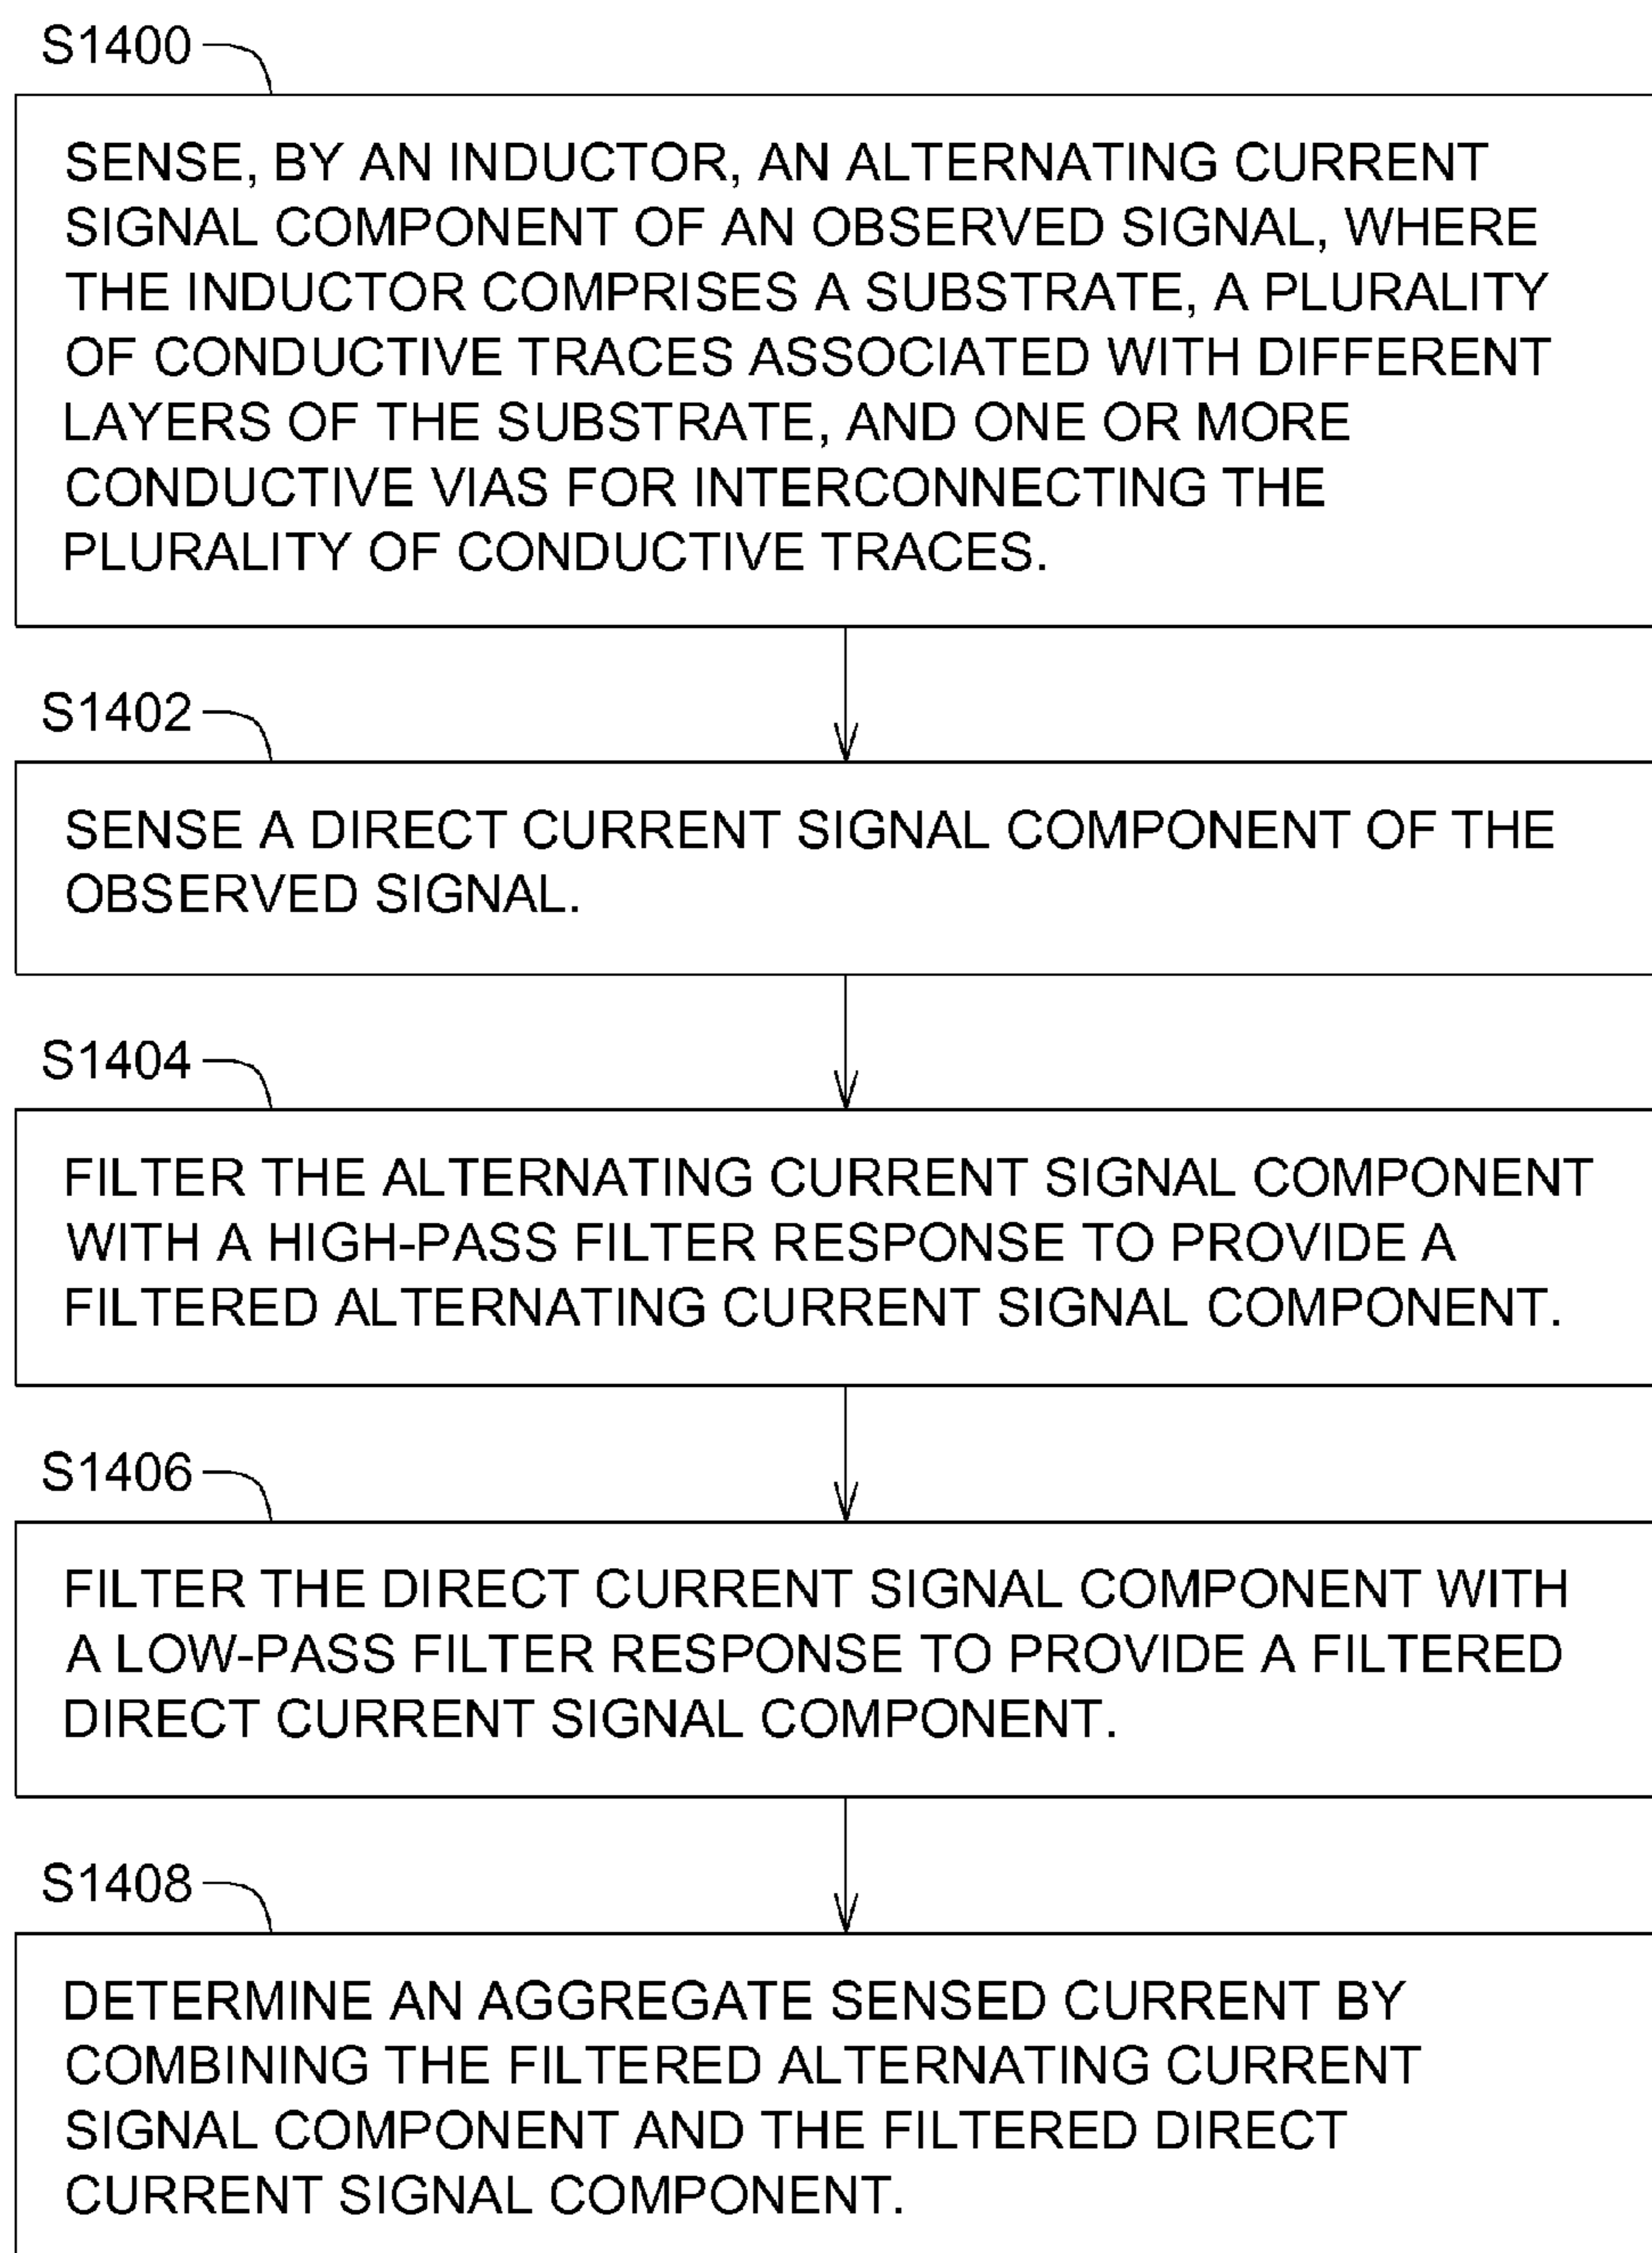 S1400
SENSE, BY AN INDUCTOR, AN ALTERNATING CURRENT
SIGNAL COMPONENT OF AN OBSERVED SIGNAL, WHERE
THE INDUCTOR COMPRISES A SUBSTRATE, A PLURALITY
OF CONDUCTIVE TRACES ASSOCIATED WITH DIFFERENT
LAYERS OF THE SUBSTRATE, AND ONE OR MORE
CONDUCTIVE VIAS FOR INTERCONNECTING THE
PLURALITY OF CONDUCTIVE TRACES.
S1402
SENSE A DIRECT CURRENT SIGNAL COMPONENT OF THE
OBSERVED SIGNAL.
S1404
FILTER THE ALTERNATING CURRENT SIGNAL COMPONENT
WITH A HIGH-PASS FILTER RESPONSE TO PROVIDE A
FILTERED ALTERNATING CURRENT SIGNAL COMPONENT.
S1406
FILTER THE DIRECT CURRENT SIGNAL COMPONENT WITH
A LOW-PASS FILTER RESPONSE TO PROVIDE A FILTERED
DIRECT CURRENT SIGNAL COMPONENT.
S1408
DETERMINE AN AGGREGATE SENSED CURRENT BY
COMBINING THE FILTERED ALTERNATING CURRENT
SIGNAL COMPONENT AND THE FILTERED DIRECT
CURRENT SIGNAL COMPONENT.